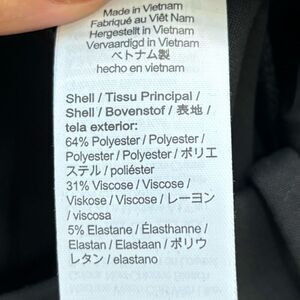 Made in Vietnam
Fabriqué au Viêt Nam
Hergestellt in Vietnam
Vervaardigd in Vietnam
ベトナム製
hecho en vietnam
Shell / Tissu Principal /
Shell / Bovenstof / 表地 /
tela exterior:
64% Polyester / Polyester /
Polyester / Polyester / ポリエ
ステル / poliéster
31% Viscose / Viscose /
Viskose / Viscose / レーヨン
/ viscosa
5% Elastane / Élasthanne /
Elastan / Elastaan / ポリウ
レタン / elastano